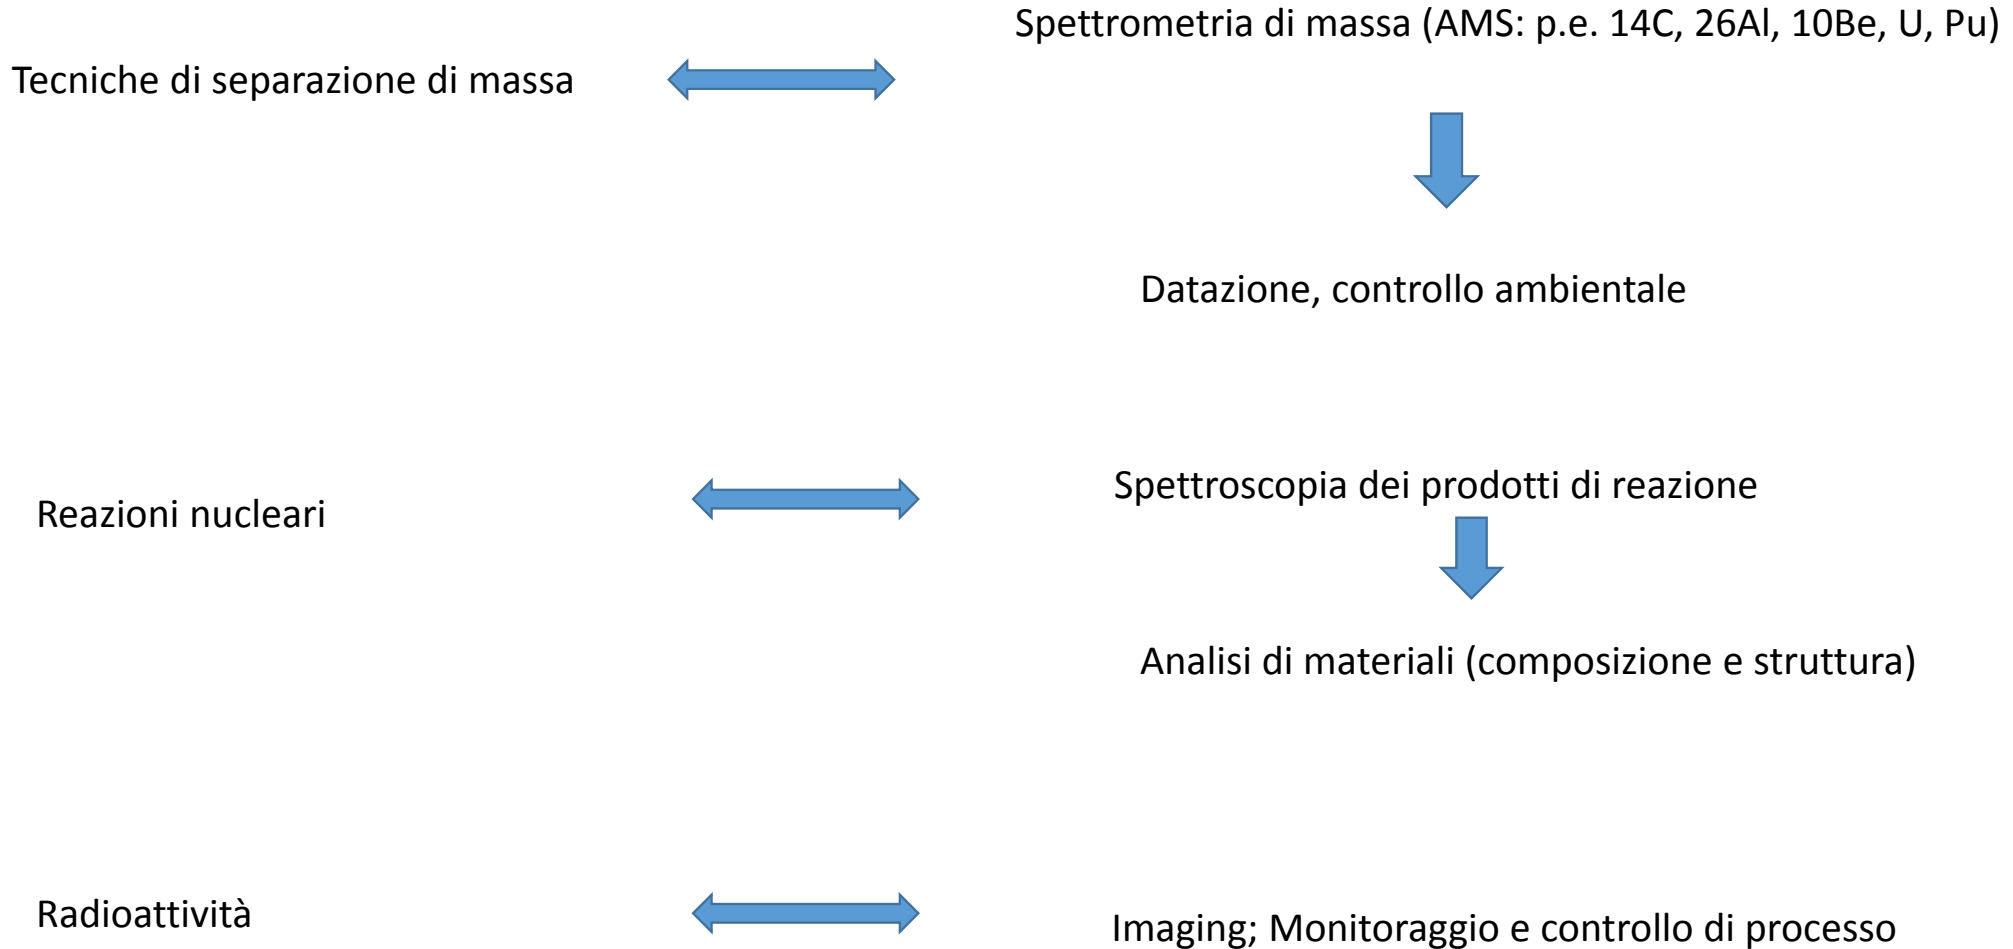 Spettrometria di massa (AMS: p.e. 14C, 26Al, 10Be, U, Pu)
Tecniche di separazione di massa
Datazione, controllo ambientale
Spettroscopia dei prodotti di reazione
Reazioni nucleari
Analisi di materiali (composizione e struttura)
Radioattività
Imaging; Monitoraggio e controllo di processo